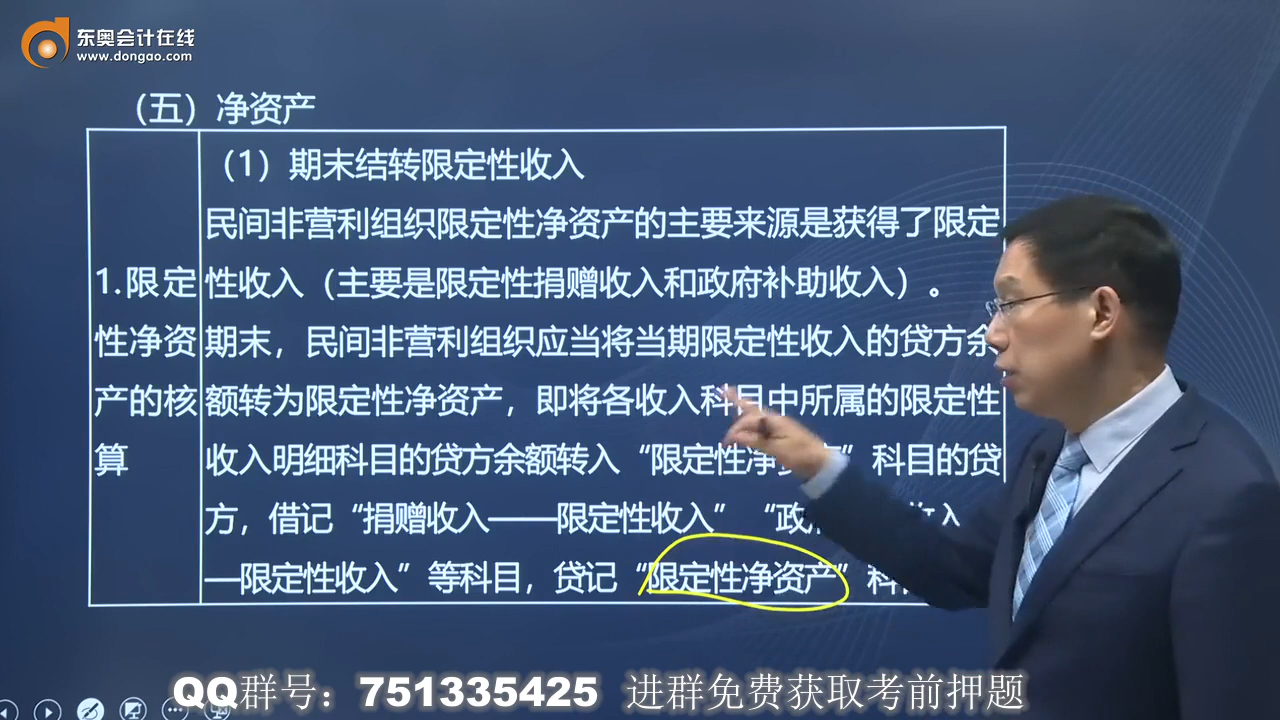 东奥会计在线
www.dongao.com
（五）净资产
1.限定性净资产的核算
（1）期末结转限定性收入
民间非营利组织限定性净资产的主要来源是获得了限定
性收入（主要是限定性捐赠收入和政府补助收入）。
期末，民间非营利组织应当将当期限定性收入的贷方余
额转为限定性净资产，即将各收入科目中所属的限定性
收入明细科目的贷方余额转入“限定性净资产”科目的贷
方，借记“捐赠收入——限定性收入”“政 收入
—限定性收入”等科目，贷记“限定性净资产”科
QQ群号：751335425 进群免费获取考前押题